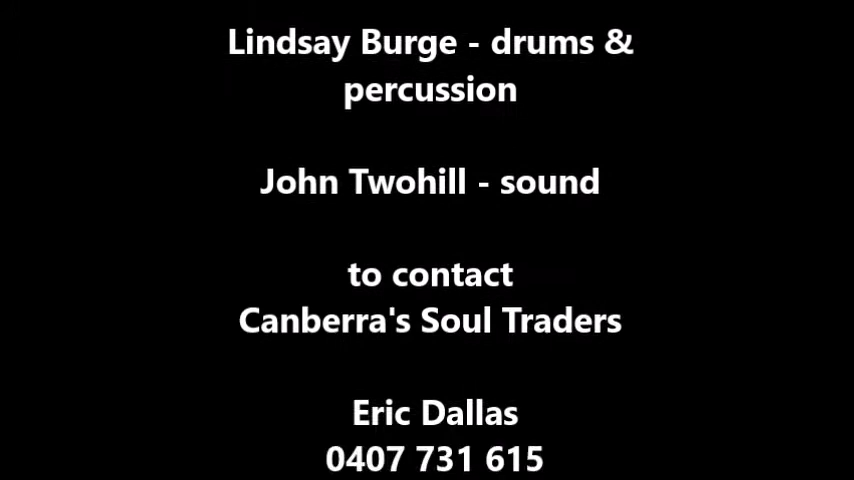 Lindsay Burge - drums &
percussion
John Twohill - sound
to contact
Canberra's Soul Traders
Eric Dallas
0407 731 615